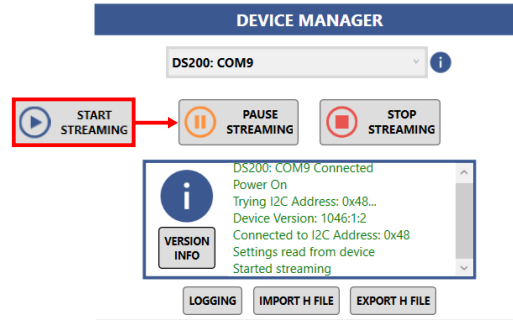 DEVICE MANAGER
DS200: COM9
i
START
STREAMING
PAUSE
STREAMING
STOP
STREAMING
i
VERSION
INFO
DS200: COM9 Connected
Power On
Trying I2C Address: 0x48...
Device Version: 1046:1:2
Connected to I2C Address: 0x48
Settings read from device
Started streaming
LOGGING
IMPORT H FILE
EXPORT H FILE